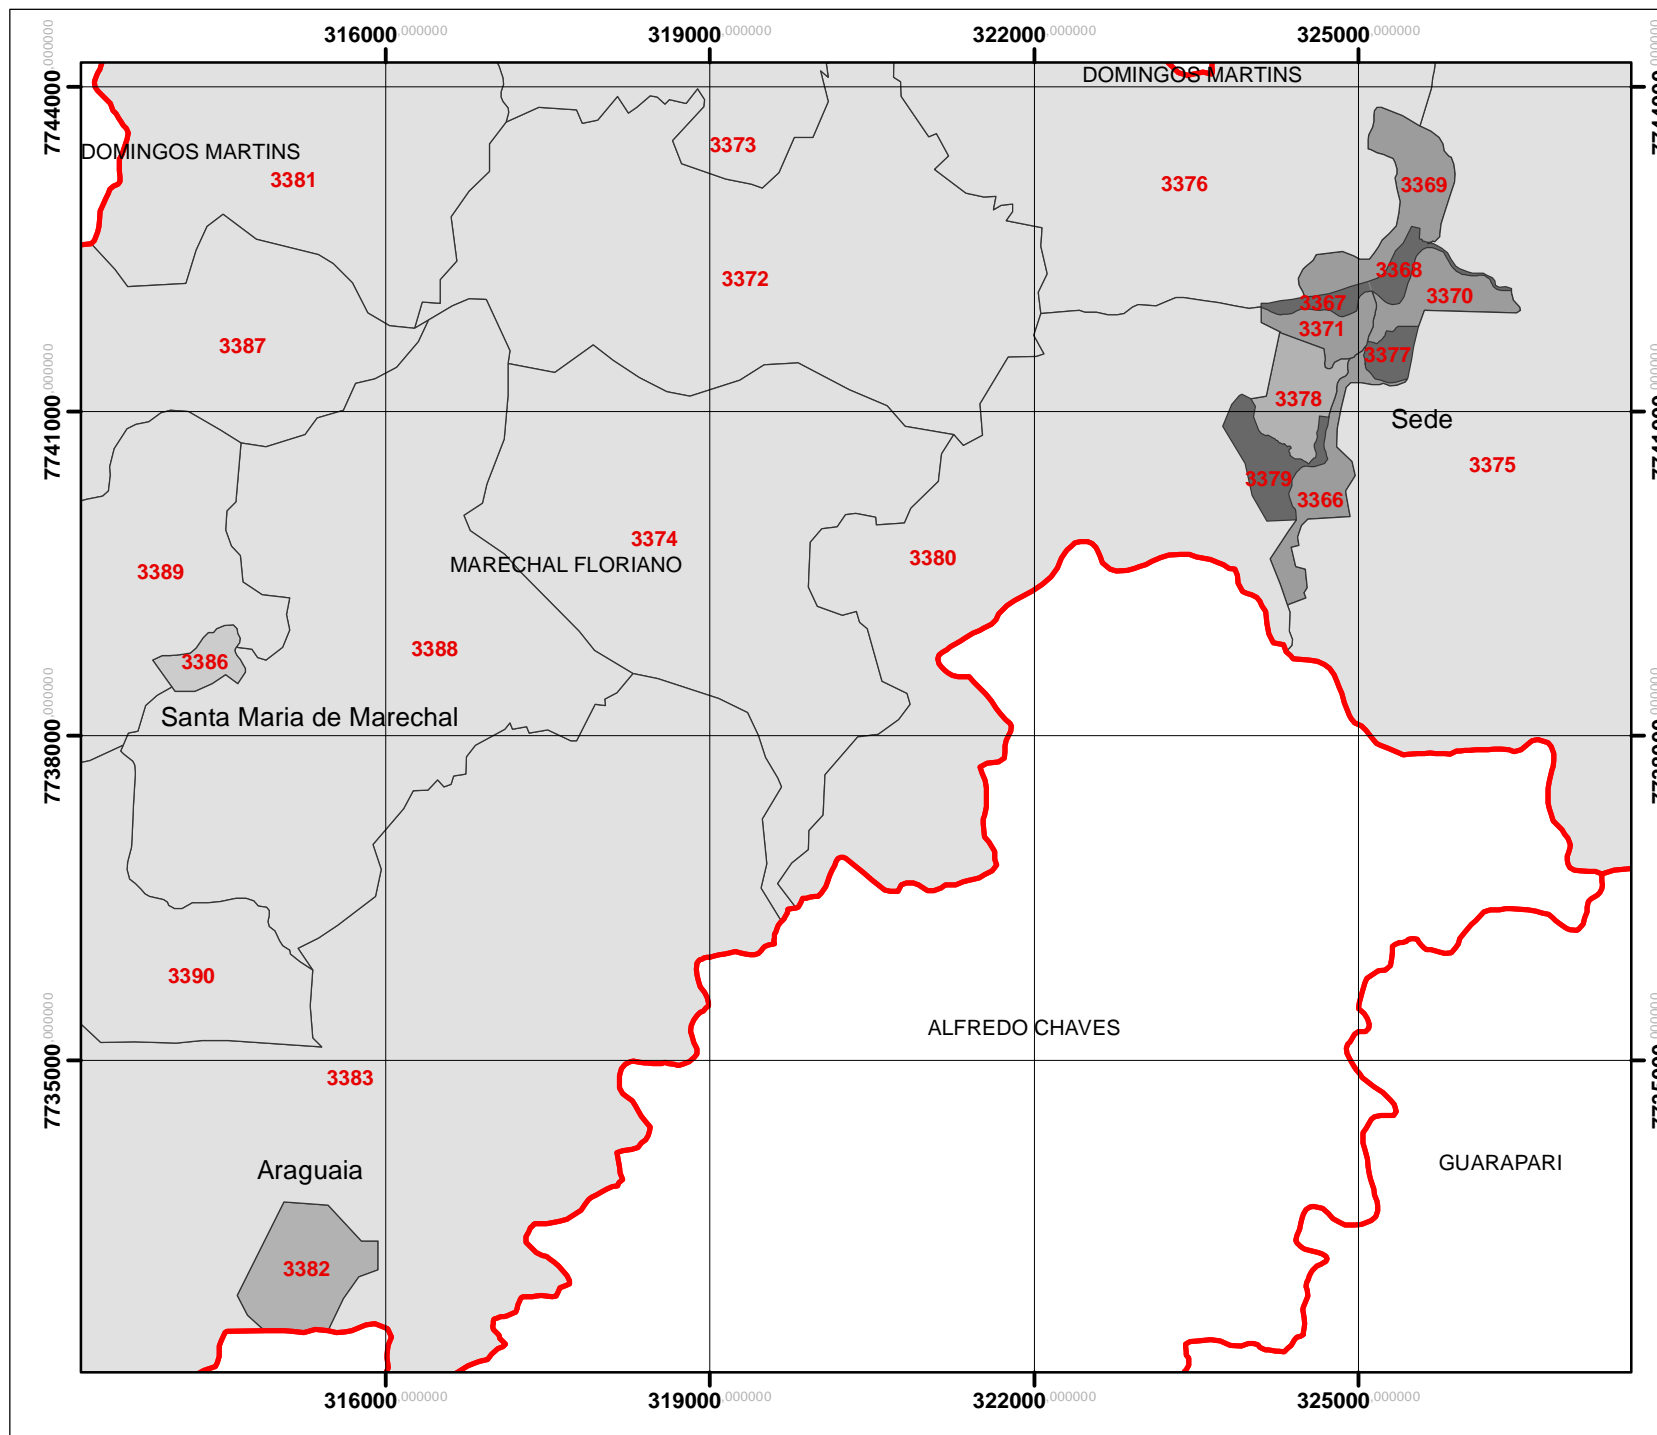 316000,000000 319000,000000 322000,000000 325000,000000
7744000,000000
7741000,000000
7738000,000000
7735000,000000
DOMINGOS MARTINS
3373
DOMINGOS MARTINS
3381
3376
3369
3372
3368
3370
3367
3371
3387
3377
3378
Sede
3375
3379
3366
3374
MARECHAL FLORIANO
3380
3389
3388
3386
Santa Maria de Marechal
3390
ALFREDO CHAVES
3383
GUARAPARI
Araguaia
3382
316000,000000 319000,000000 322000,000000 325000,000000